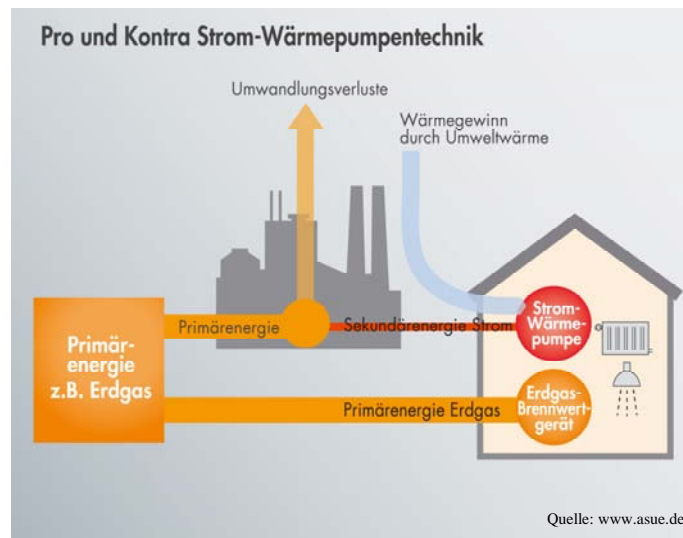 Pro und Kontra Strom-Wärmepumpentechnik
Umwandlungsverluste
Wärmegewinn
durch Umweltwärme
Primärenergie
Sekundärenergie Strom
Strom-
Wärme-
pumpe
Primär-
energie
z.B. Erdgas
Primärenergie Erdgas
Erdgas-
Brennwert-
gerät
Quelle: www.asue.de